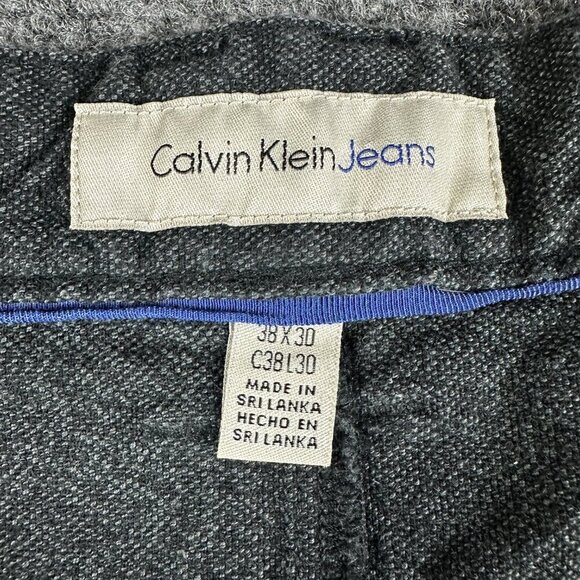 Calvin Klein Jeans
38 X 30
C38 L30
MADE IN
SRI LANKA
HECHO EN
SRI LANKA